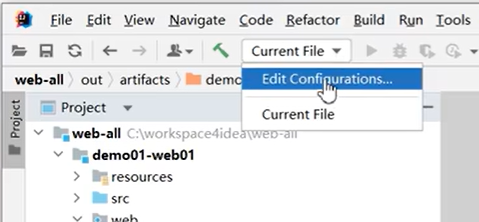 File Edit View Navigate Code Refactor Build Run Tools
Current File
web-all out artifacts demo
Edit Configurations...
Current File
Project
Project
web-all C:\workspace4idea\web-all
demo01-web01
resources
src
web